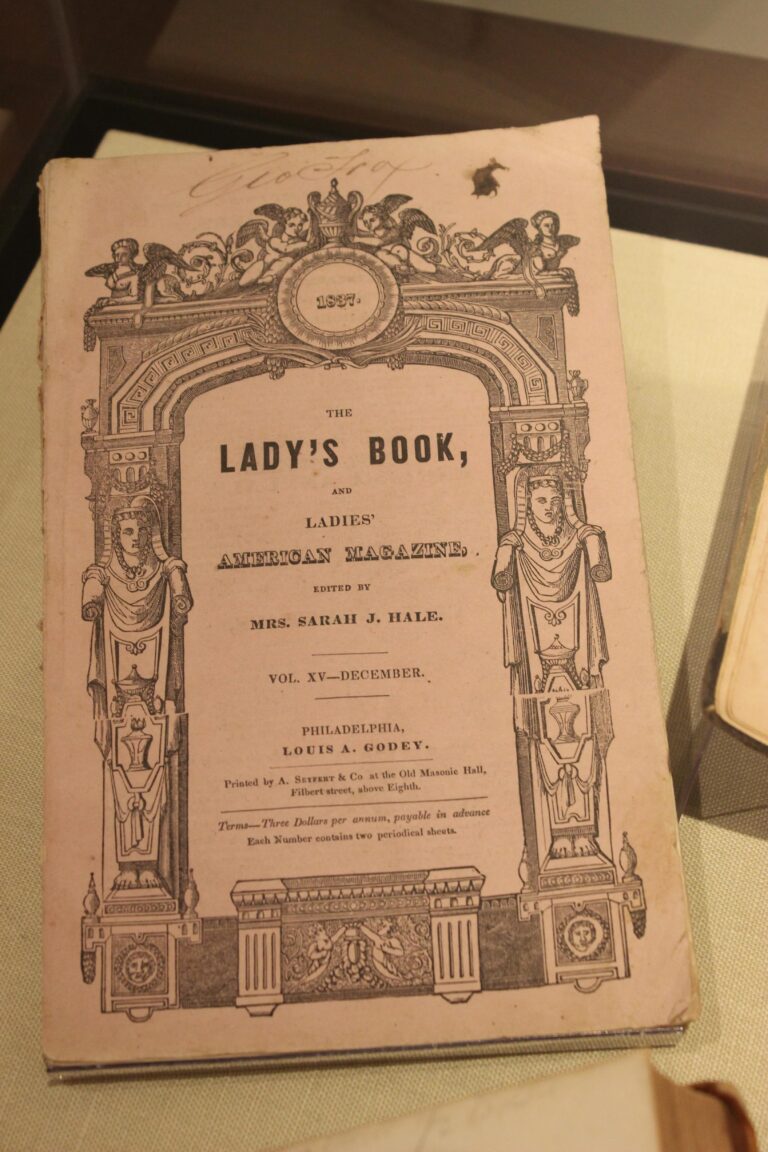 1837.
THE
LADY'S BOOK,
AND
LADIES'
AMERICAN MAGAZINE,
EDITED BY
MRS. SARAH J. HALE.
VOL. XV—DECEMBER.
PHILADELPHIA,
LOUIS A. GODEY.
Printed by A. SEYFERT & Co at the Old Masonic Hall,
Filbert street, above Eighth.
Terms—Three Dollars per annum, payable in advance
Each Number contains two periodical sheets.